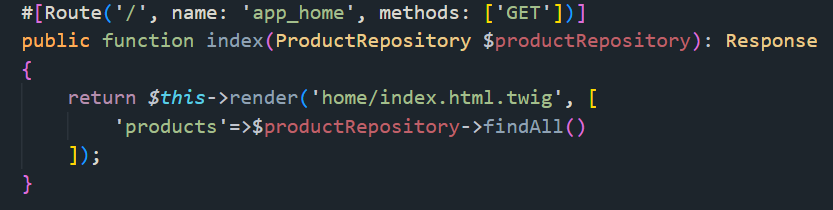 #[Route('/', name: 'app_home', methods: ['GET'])]
public function index(ProductRepository $productRepository): Response
{
    return $this->render('home/index.html.twig', [
        'products'=>$productRepository->findAll()
    ]);
}